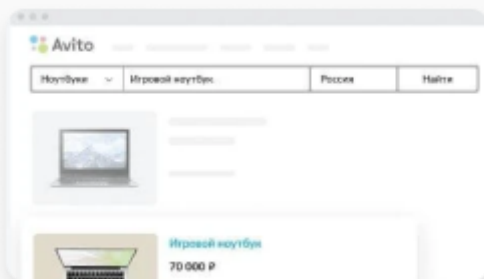 Avito
Ноутбуки Игровой ноутбук Россия Найти
Игровой ноутбук
70 000 ₽